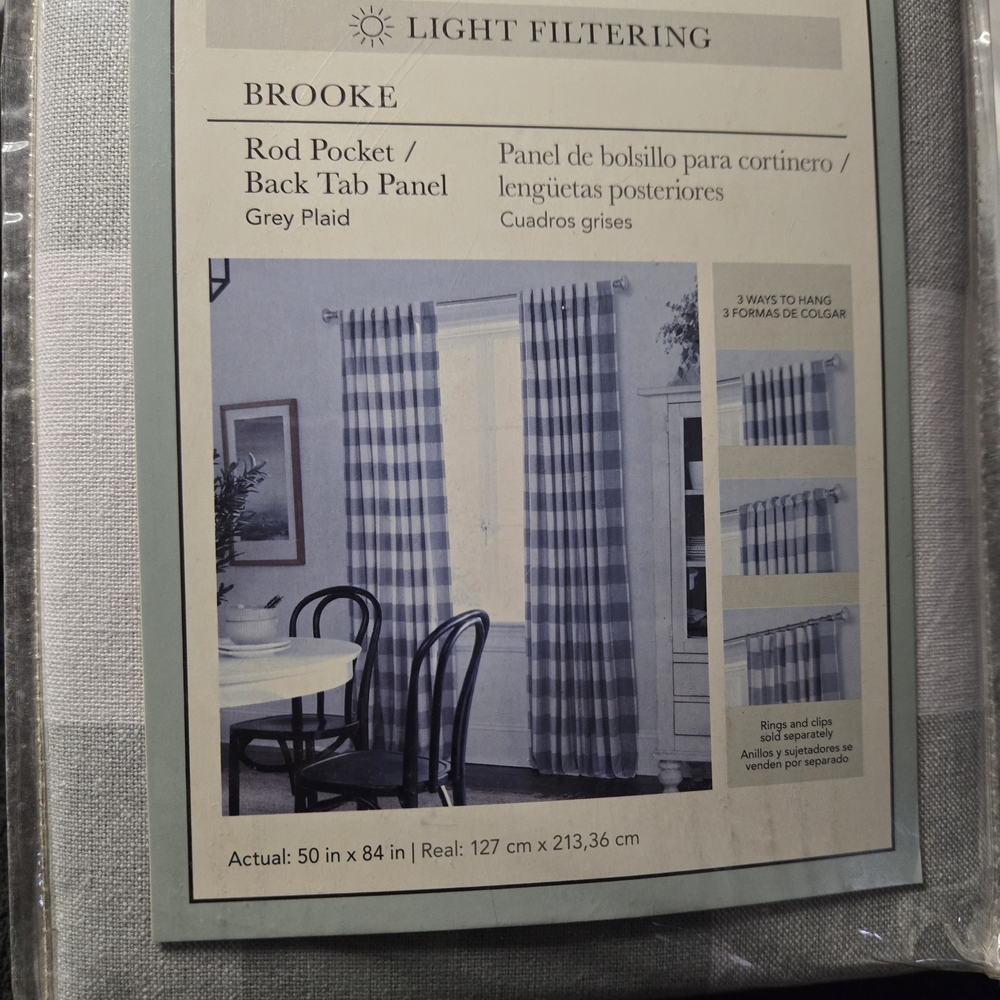 LIGHT FILTERING
BROOKE
Rod Pocket /
Back Tab Panel
Grey Plaid
Panel de bolsillo para cortinero /
lengüetas posteriores
Cuadros grises
3 WAYS TO HANG
3 FORMAS DE COLGAR
Rings and clips
sold separately
Anillos y sujetadores se
venden por separado
Actual: 50 in x 84 in | Real: 127 cm x 213,36 cm